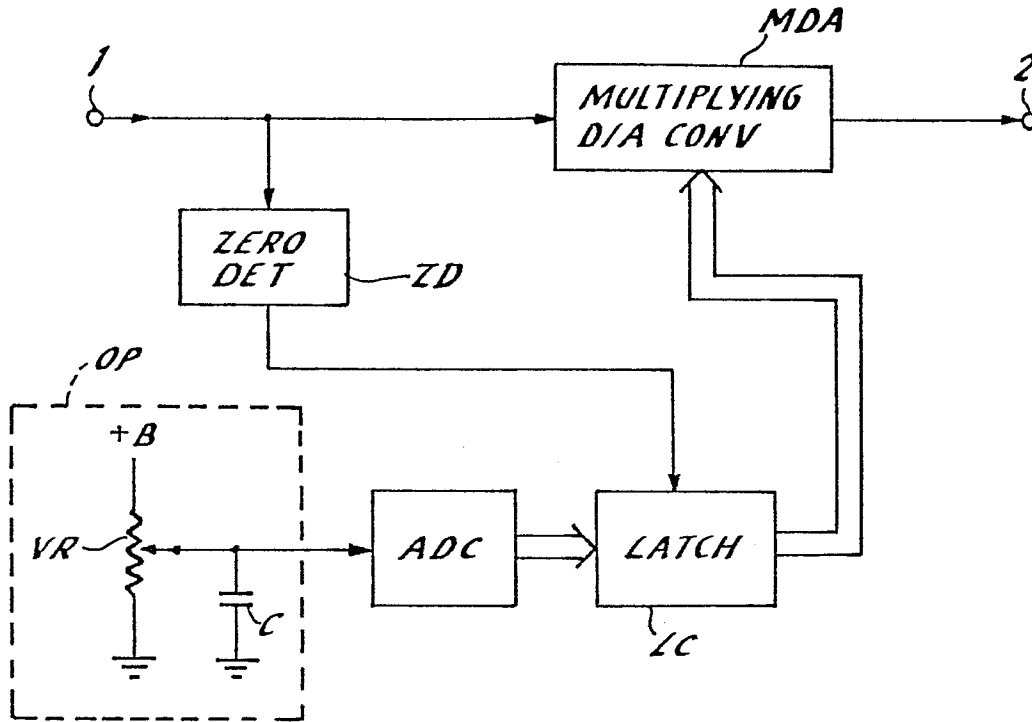 MDA
1
2
MULTIPLYING
D/A CONV
ZERO
DET
ZD
OP
+B
VR
ADC
LATCH
C
LC